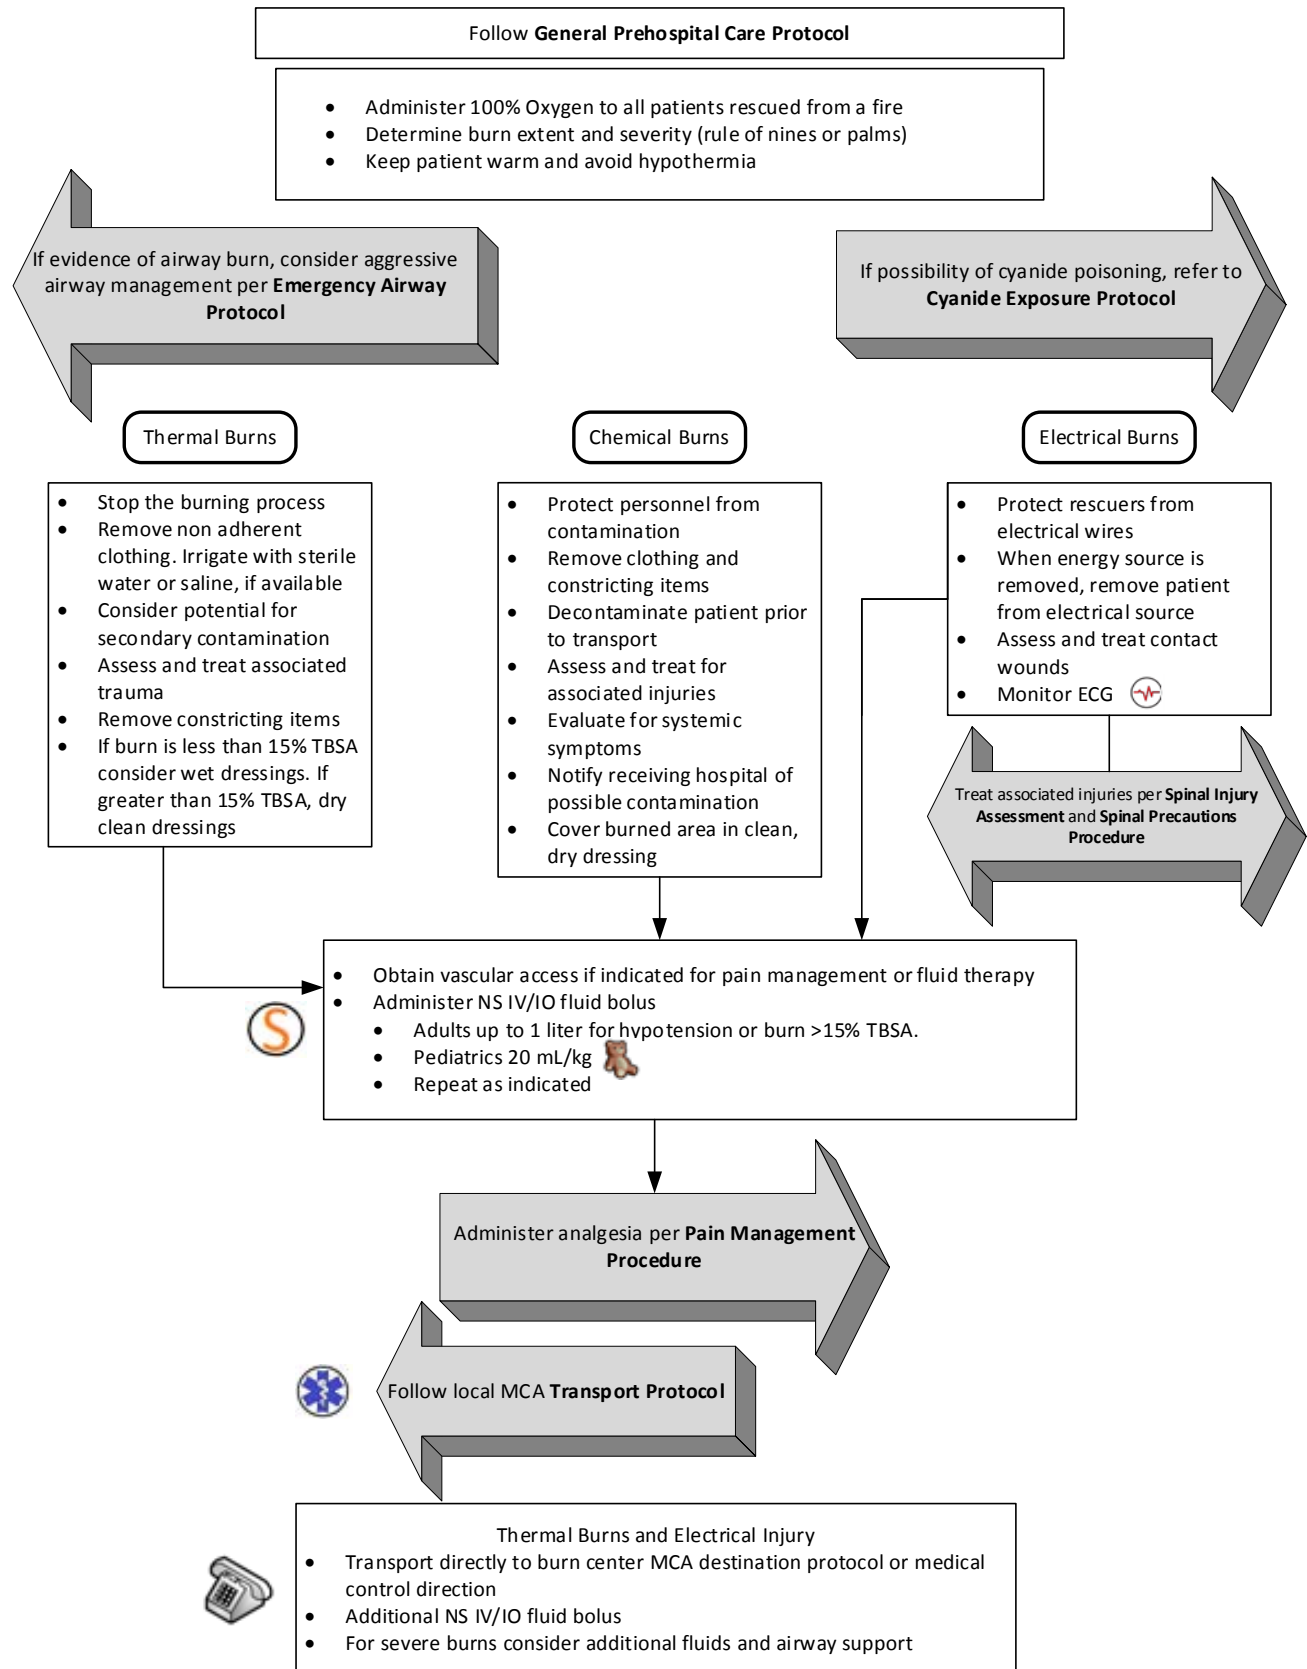 Follow General Prehospital Care Protocol
• Administer 100% Oxygen to all patients rescued from a fire
• Determine burn extent and severity (rule of nines or palms)
• Keep patient warm and avoid hypothermia
If evidence of airway burn, consider aggressive
airway management per Emergency Airway
Protocol
If possibility of cyanide poisoning, refer to
Cyanide Exposure Protocol
Thermal Burns
• Stop the burning process
• Remove non adherent
clothing. Irrigate with sterile
water or saline, if available
• Consider potential for
secondary contamination
• Assess and treat associated
trauma
• Remove constricting items
• If burn is less than 15% TBSA
consider wet dressings. If
greater than 15% TBSA, dry
clean dressings
Chemical Burns
• Protect personnel from
contamination
• Remove clothing and
constricting items
• Decontaminate patient prior
to transport
• Assess and treat for
associated injuries
• Evaluate for systemic
symptoms
• Notify receiving hospital of
possible contamination
• Cover burned area in clean,
dry dressing
Electrical Burns
• Protect rescuers from
electrical wires
• When energy source is
removed, remove patient
from electrical source
• Assess and treat contact
wounds
• Monitor ECG
Treat associated injuries per Spinal Injury
Assessment and Spinal Precautions
Procedure
S
• Obtain vascular access if indicated for pain management or fluid therapy
• Administer NS IV/IO fluid bolus
• Adults up to 1 liter for hypotension or burn >15% TBSA.
• Pediatrics 20 mL/kg
• Repeat as indicated
Administer analgesia per Pain Management
Procedure
Follow local MCA Transport Protocol
Thermal Burns and Electrical Injury
• Transport directly to burn center MCA destination protocol or medical
control direction
• Additional NS IV/IO fluid bolus
• For severe burns consider additional fluids and airway support